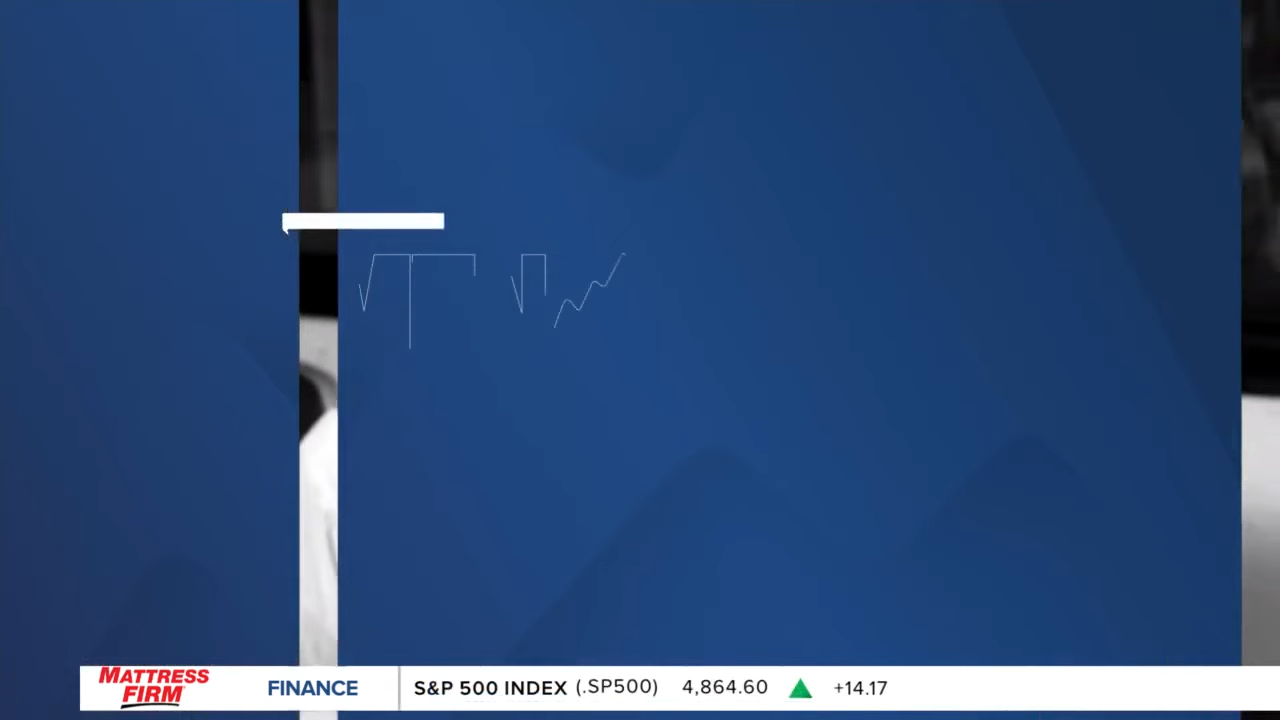 MATTRESS
FIRM
FINANCE
S&P 500 INDEX (.SP500) 4,864.60 ▲ +14.17